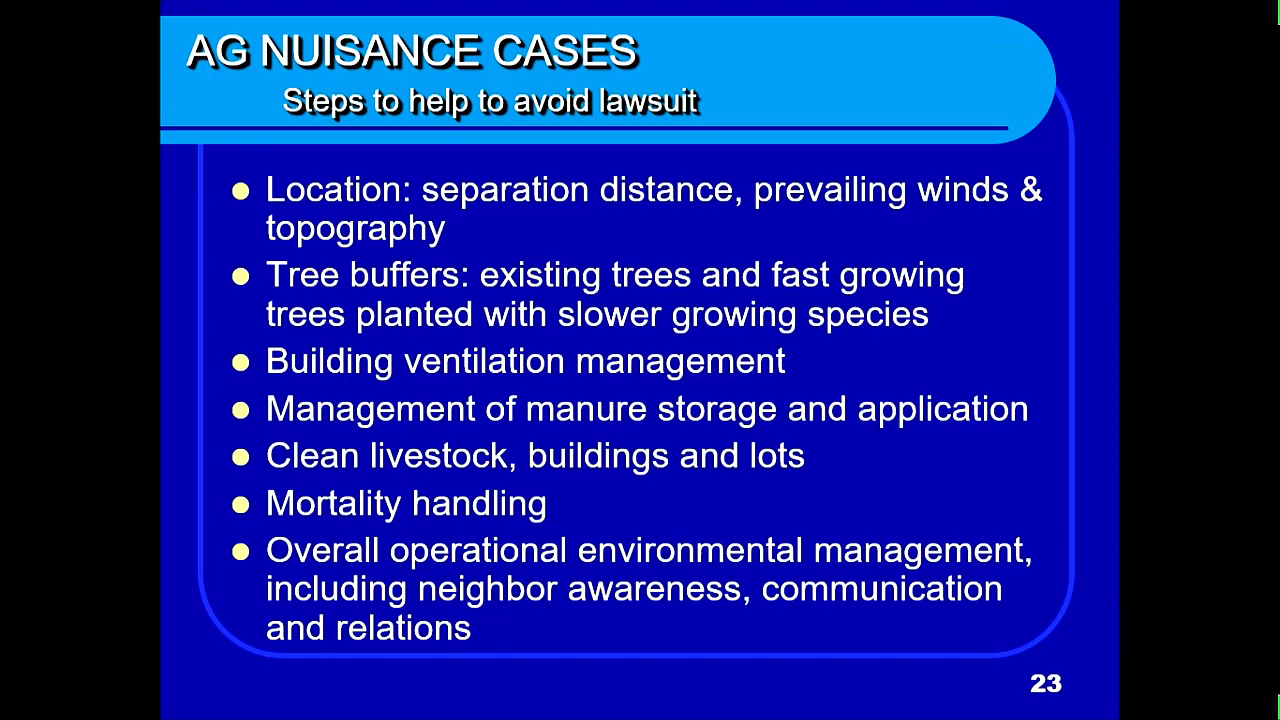 AG NUISANCE CASES
Steps to help to avoid lawsuit
Location: separation distance, prevailing winds &
topography
Tree buffers: existing trees and fast growing
trees planted with slower growing species
Building ventilation management
Management of manure storage and application
Clean livestock, buildings and lots
Mortality handling
Overall operational environmental management,
including neighbor awareness, communication
and relations
23